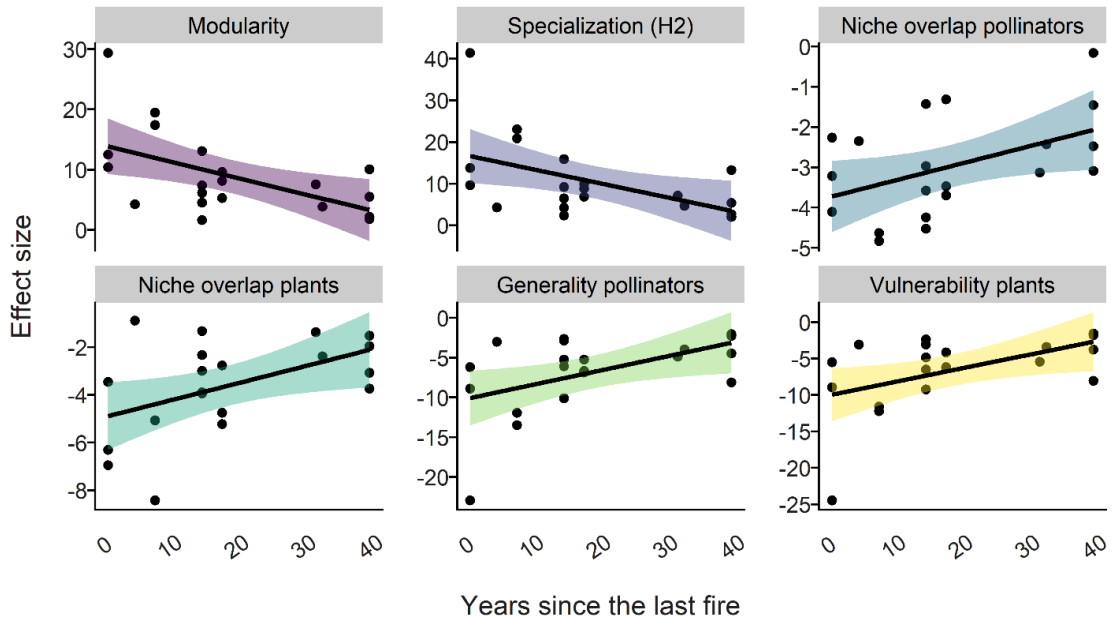 Modularity
Specialization (H2)
Niche overlap pollinators
30
20
10
0
40
30
20
10
0
0
-1
-2
-3
-4
-5
Effect size
Niche overlap plants
Generality pollinators
Vulnerability plants
-2
-4
-6
-8
0
-5
-10
-15
-20
0
-5
-10
-15
-20
-25
0 10 20 30 40
0 10 20 30 40
0 10 20 30 40
Years since the last fire